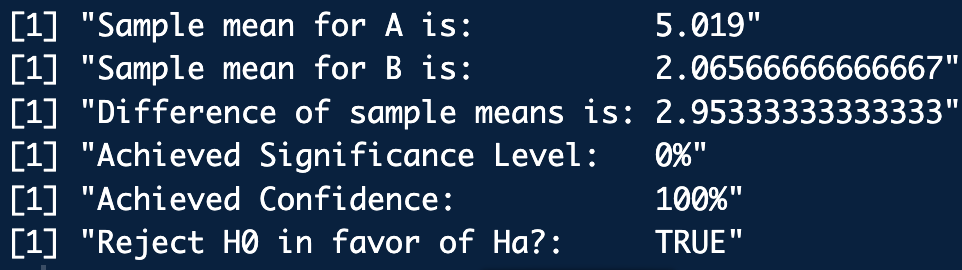 [1] "Sample mean for A is:          5.019"
[1] "Sample mean for B is:          2.06566666666667"
[1] "Difference of sample means is: 2.95333333333333"
[1] "Achieved Significance Level:   0%"
[1] "Achieved Confidence:           100%"
[1] "Reject H0 in favor of Ha?:     TRUE"